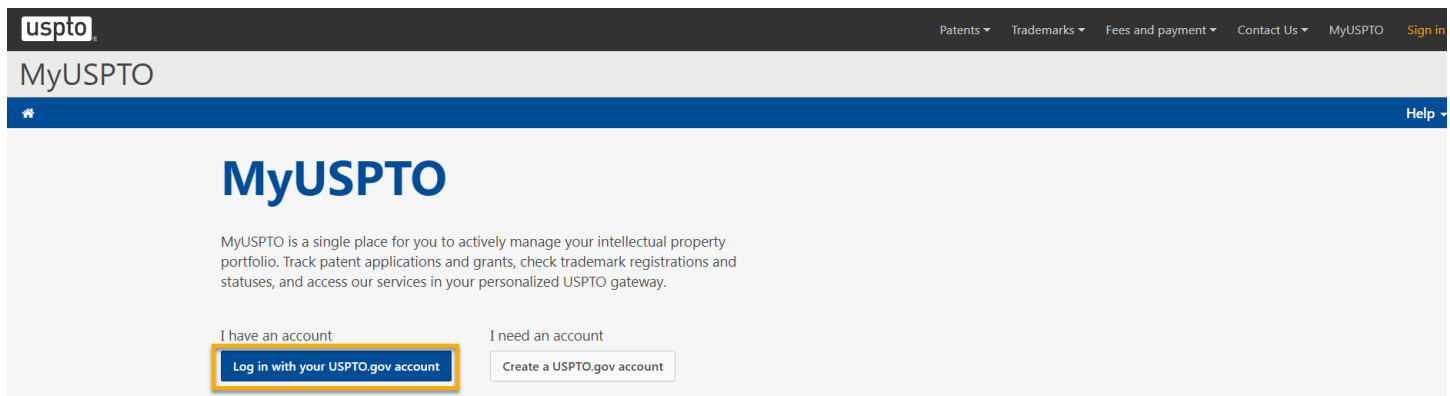 uspto
Patents Trademarks Fees and payment Contact Us MyUSPTO Sign in
MyUSPTO
Help
MyUSPTO
MyUSPTO is a single place for you to actively manage your intellectual property
portfolio. Track patent applications and grants, check trademark registrations and
statuses, and access our services in your personalized USPTO gateway.
I have an account
Log in with your USPTO.gov account
I need an account
Create a USPTO.gov account